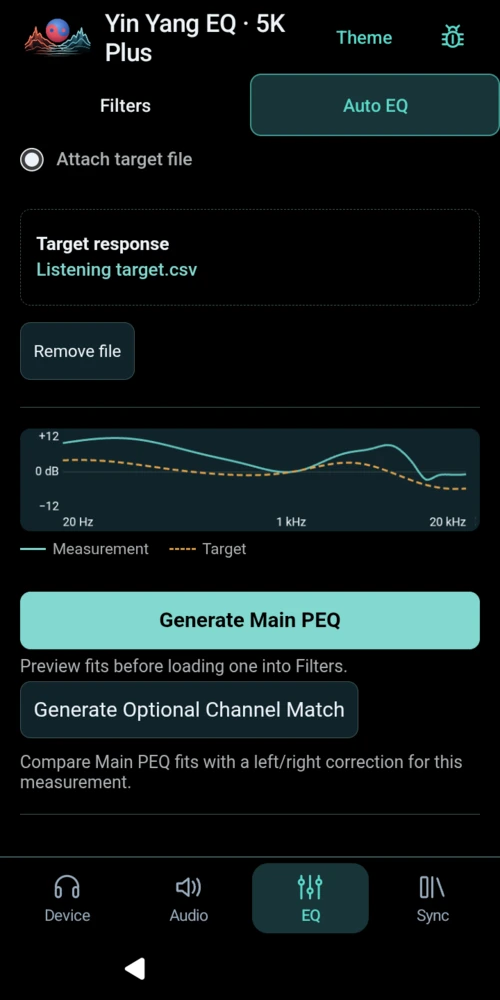 Yin Yang EQ · 5K
Plus
Theme
Filters
Auto EQ
Attach target file
Target response
Listening target.csv
Remove file
+12
0 dB
−12
20 Hz
1 kHz
20 kHz
Measurement
Target
Generate Main PEQ
Preview fits before loading one into Filters.
Generate Optional Channel Match
Compare Main PEQ fits with a left/right correction for this
measurement.
Device
Audio
EQ
Sync